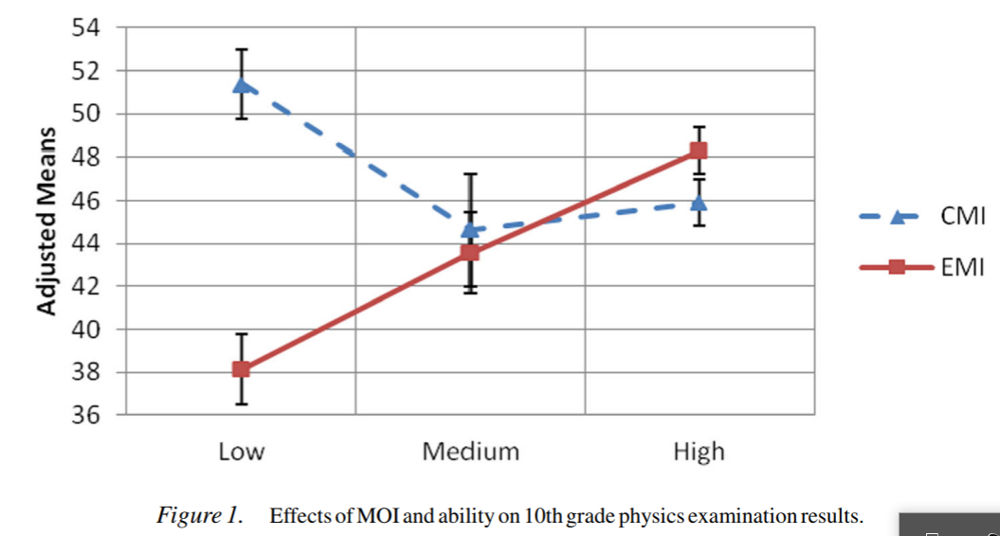 54
52
50
48
46
44
42
40
38
36
Adjusted Means
Low Medium High
CMI
EMI
Figure 1. Effects of MOI and ability on 10th grade physics examination results.